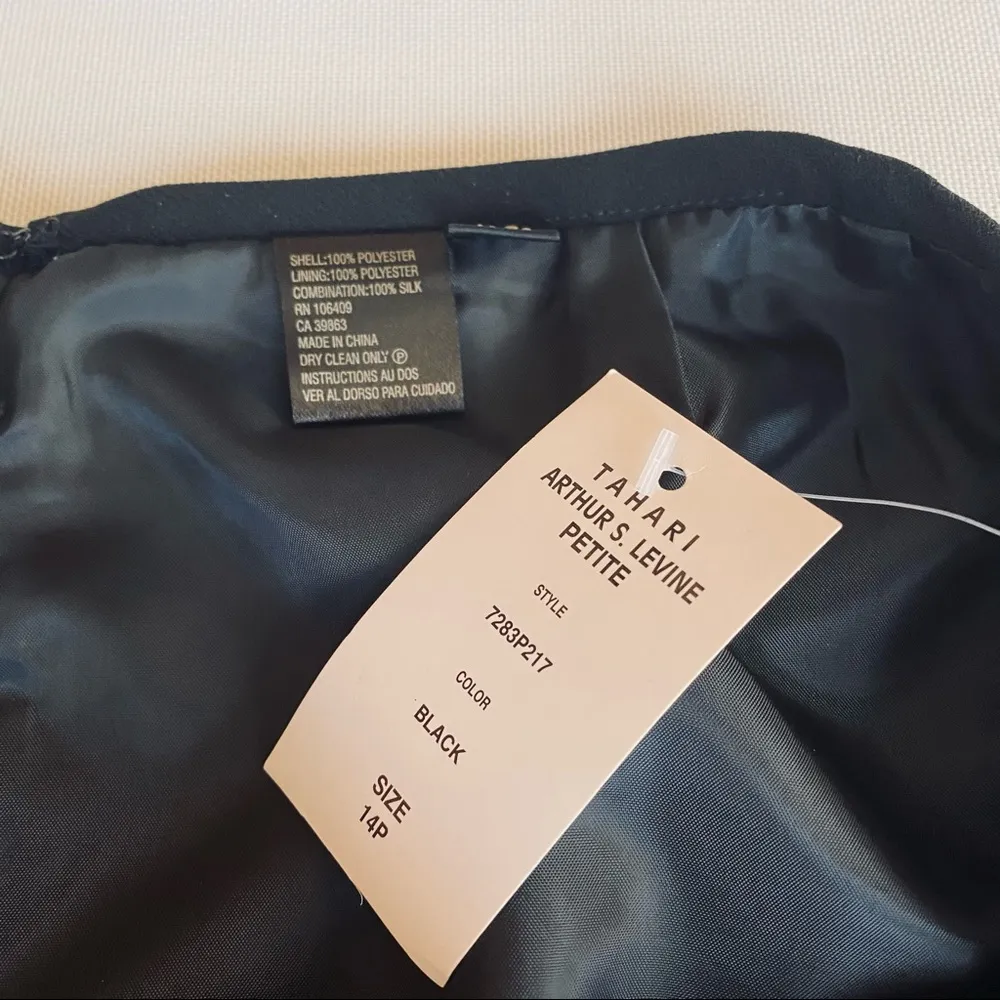 SHELL:100% POLYESTER
LINING:100% POLYESTER
COMBINATION:100% SILK
RN 106409
CA 39863
MADE IN CHINA
DRY CLEAN ONLY Ⓟ
INSTRUCTIONS AU DOS
VER AL DORSO PARA CUIDADO
TAHARI
ARTHUR S. LEVINE
PETITE
STYLE
7283P217
COLOR
BLACK
SIZE
14P